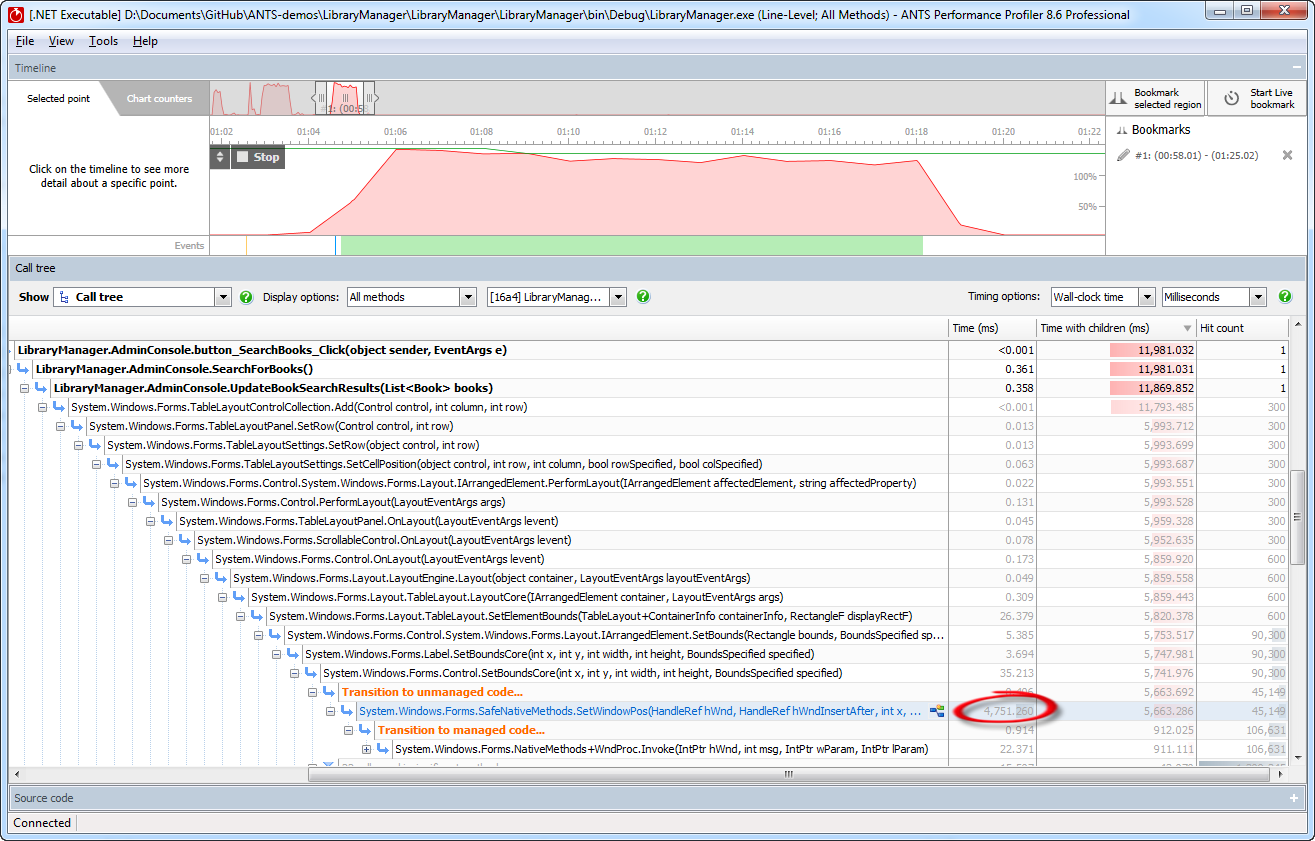 [.NET Executable] D:\Documents\GitHub\ANTS-demos\LibraryManager\LibraryManager\LibraryManager\bin\Debug\LibraryManager.exe (Line-Level; All Methods) - ANTS Performance Profiler 8.6 Professional
File View Tools Help
Timeline
Selected point Chart counters #1: (00:58 Bookmark selected region Start Live bookmark
01:02 01:04 01:06 01:08 01:10 01:12 01:14 01:16 01:18 01:20 01:22
Bookmarks
Stop
#1: (00:58.01) - (01:25.02)
Click on the timeline to see more
detail about a specific point.
100%
50%
Events
Call tree
Show Call tree Display options: All methods [16a4] LibraryManag... Timing options: Wall-clock time Milliseconds
Time (ms) Time with children (ms) Hit count
LibraryManager.AdminConsole.button_SearchBooks_Click(object sender, EventArgs e) <0.001 11,981.032 1
LibraryManager.AdminConsole.SearchForBooks() 0.361 11,981.031 1
LibraryManager.AdminConsole.UpdateBookSearchResults(List<Book> books) 0.358 11,869.852 1
System.Windows.Forms.TableLayoutControlCollection.Add(Control control, int column, int row) <0.001 11,793.485 300
System.Windows.Forms.TableLayoutPanel.SetRow(Control control, int row) 0.013 5,993.712 300
System.Windows.Forms.TableLayoutSettings.SetRow(object control, int row) 0.013 5,993.699 300
System.Windows.Forms.TableLayoutSettings.SetCellPosition(object control, int row, int column, bool rowSpecified, bool colSpecified) 0.063 5,993.687 300
System.Windows.Forms.Control.System.Windows.Forms.Layout.IArrangedElement.PerformLayout(IArrangedElement affectedElement, string affectedProperty) 0.022 5,993.551 300
System.Windows.Forms.Control.PerformLayout(LayoutEventArgs args) 0.131 5,993.528 300
System.Windows.Forms.TableLayoutPanel.OnLayout(LayoutEventArgs levent) 0.045 5,959.328 300
System.Windows.Forms.ScrollableControl.OnLayout(LayoutEventArgs levent) 0.078 5,952.635 300
System.Windows.Forms.Control.OnLayout(LayoutEventArgs levent) 0.173 5,859.920 600
System.Windows.Forms.Layout.LayoutEngine.Layout(object container, LayoutEventArgs layoutEventArgs) 0.049 5,859.558 600
System.Windows.Forms.Layout.TableLayout.LayoutCore(IArrangedElement container, LayoutEventArgs args) 0.309 5,859.443 600
System.Windows.Forms.Layout.TableLayout.SetElementBounds(TableLayout+ContainerInfo containerInfo, RectangleF displayRectF) 26.379 5,820.378 600
System.Windows.Forms.Control.System.Windows.Forms.Layout.IArrangedElement.SetBounds(Rectangle bounds, BoundsSpecified sp... 5.385 5,753.517 90,300
System.Windows.Forms.Label.SetBoundsCore(int x, int y, int width, int height, BoundsSpecified specified) 3.694 5,747.981 90,300
System.Windows.Forms.Control.SetBoundsCore(int x, int y, int width, int height, BoundsSpecified specified) 35.213 5,741.976 90,300
Transition to unmanaged code... 5,663.692 45,149
System.Windows.Forms.SafeNativeMethods.SetWindowPos(HandleRef hWnd, HandleRef hWndInsertAfter, int x, ... 4,751.260 5,663.286 45,149
Transition to managed code... 0.914 912.025 106,631
System.Windows.Forms.NativeMethods+WndProc.Invoke(IntPtr hWnd, int msg, IntPtr wParam, IntPtr lParam) 22.371 911.111 106,631
Source code
Connected